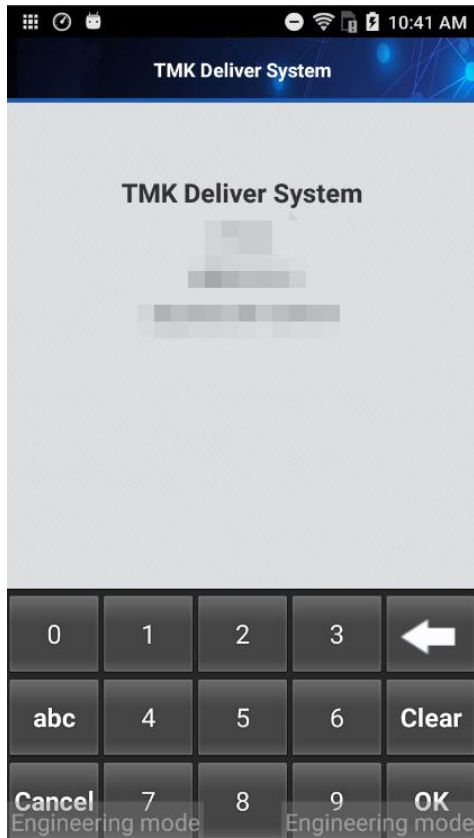 10:41 AM
TMK Deliver System
TMK Deliver System
0 1 2 3
abc 4 5 6 Clear
Cancel 7 8 9 OK
Engineering mode Engineering mode